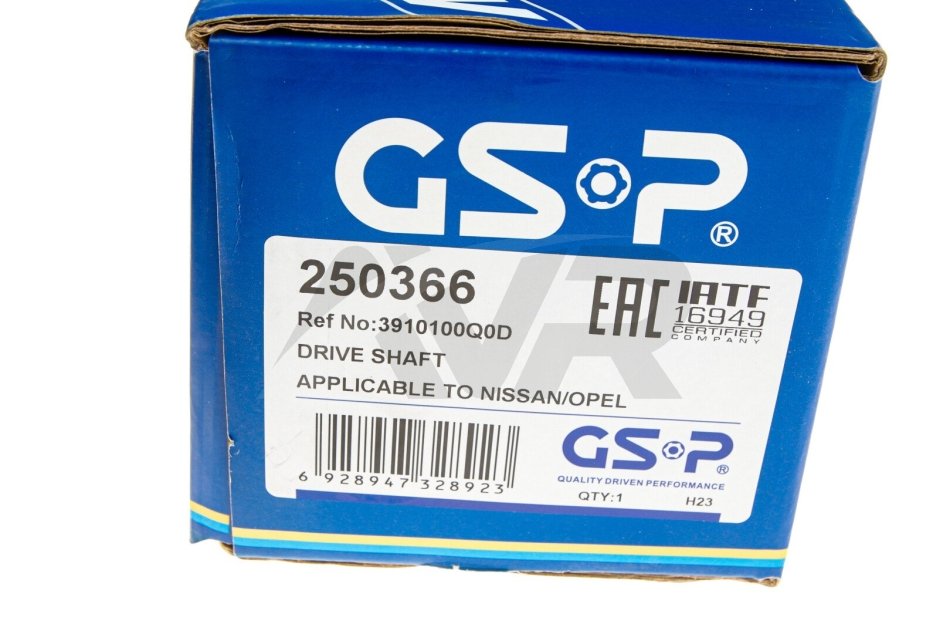 GSP®
250366
Ref No:3910100Q0D
DRIVE SHAFT
APPLICABLE TO NISSAN/OPEL
EAC
IATF
16949
CERTIFIED
COMPANY
6 928947 328923
GSP®
QUALITY DRIVEN PERFORMANCE
QTY:1 H23